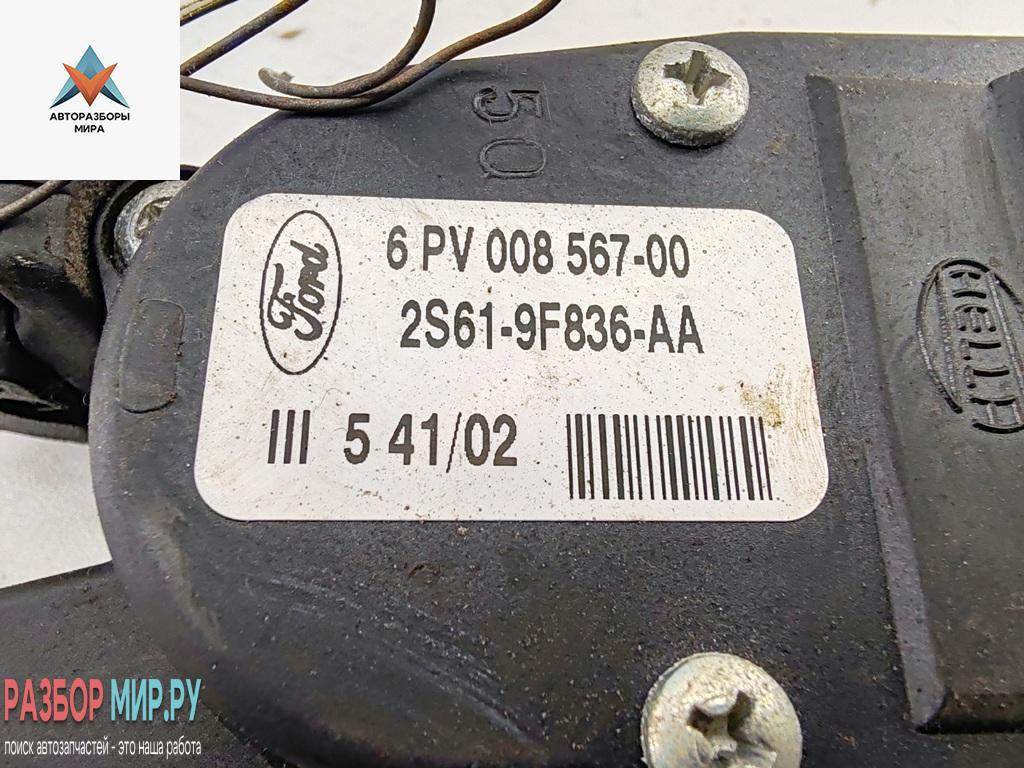 АВТОРАЗБОРЫ
МИРА
50
Ford
6 PV 008 567-00
2S61-9F836-AA
III 5 41/02
HELLA
РАЗБОР МИР.РУ
поиск автозапчастей - это наша работа